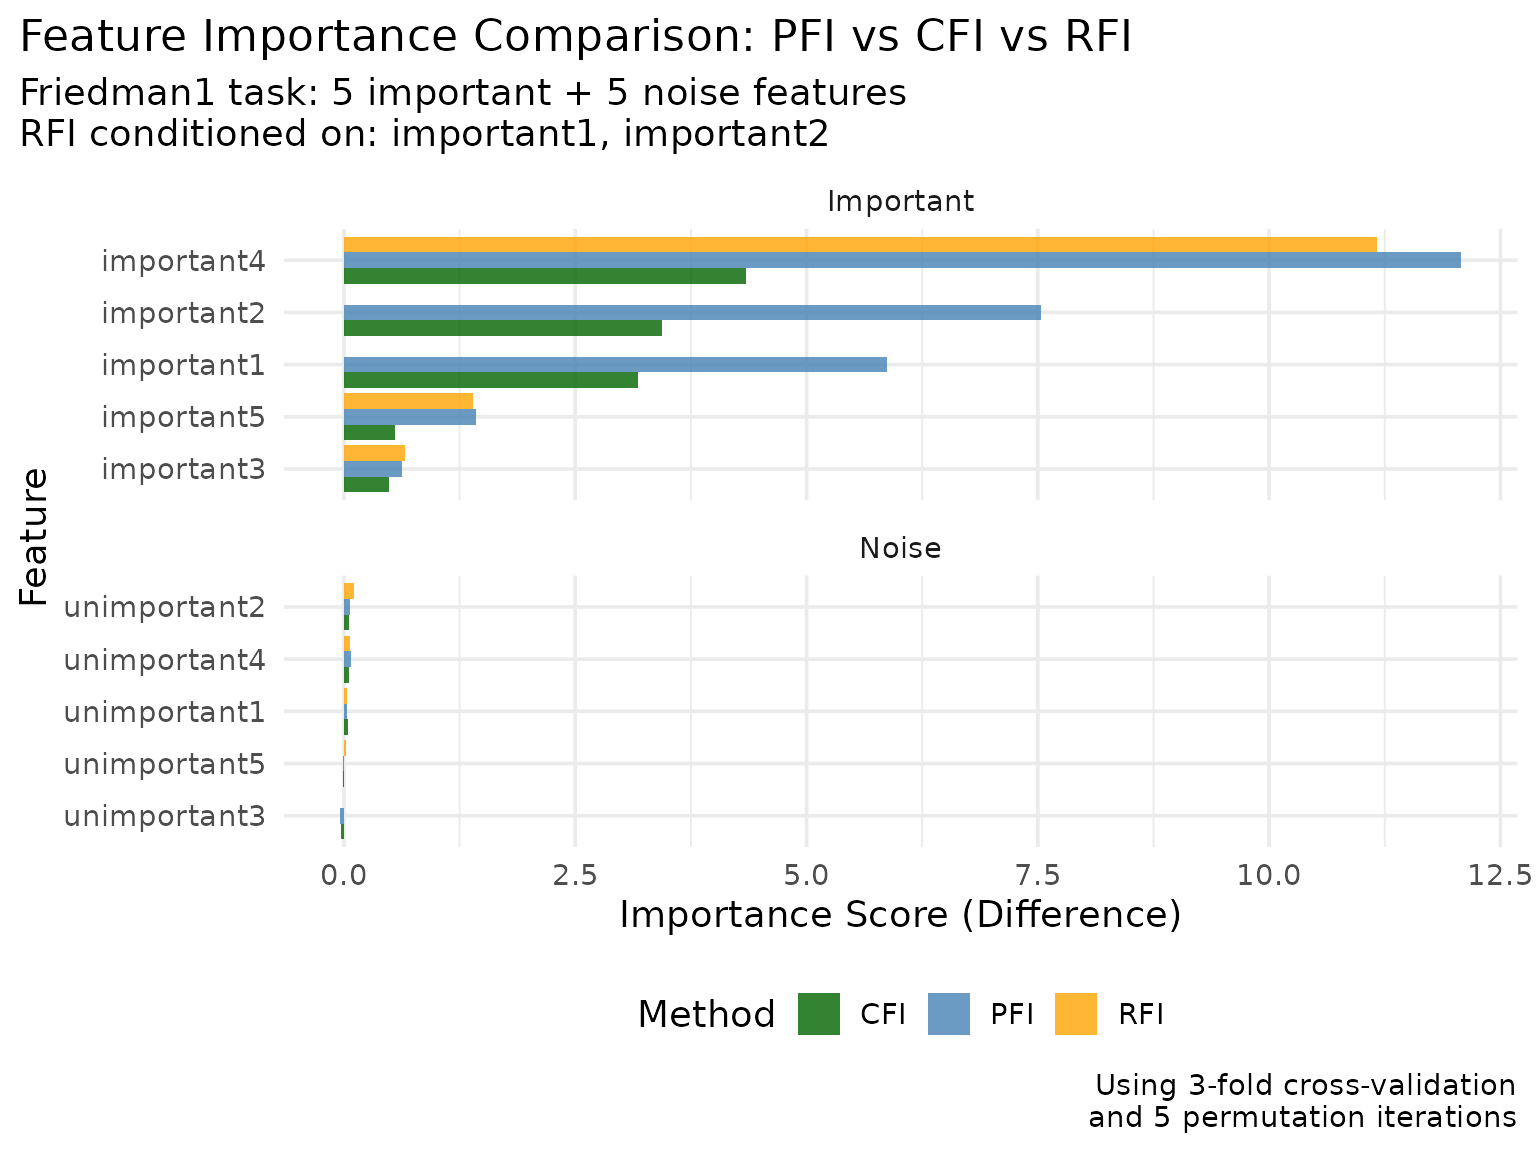 Feature Importance Comparison: PFI vs CFI vs RFI
Friedman1 task: 5 important + 5 noise features
RFI conditioned on: important1, important2
Important
important4
important2
important1
important5
important3
Feature
Noise
unimportant2
unimportant4
unimportant1
unimportant5
unimportant3
0.0 2.5 5.0 7.5 10.0 12.5
Importance Score (Difference)
Method CFI PFI RFI
Using 3-fold cross-validation
and 5 permutation iterations